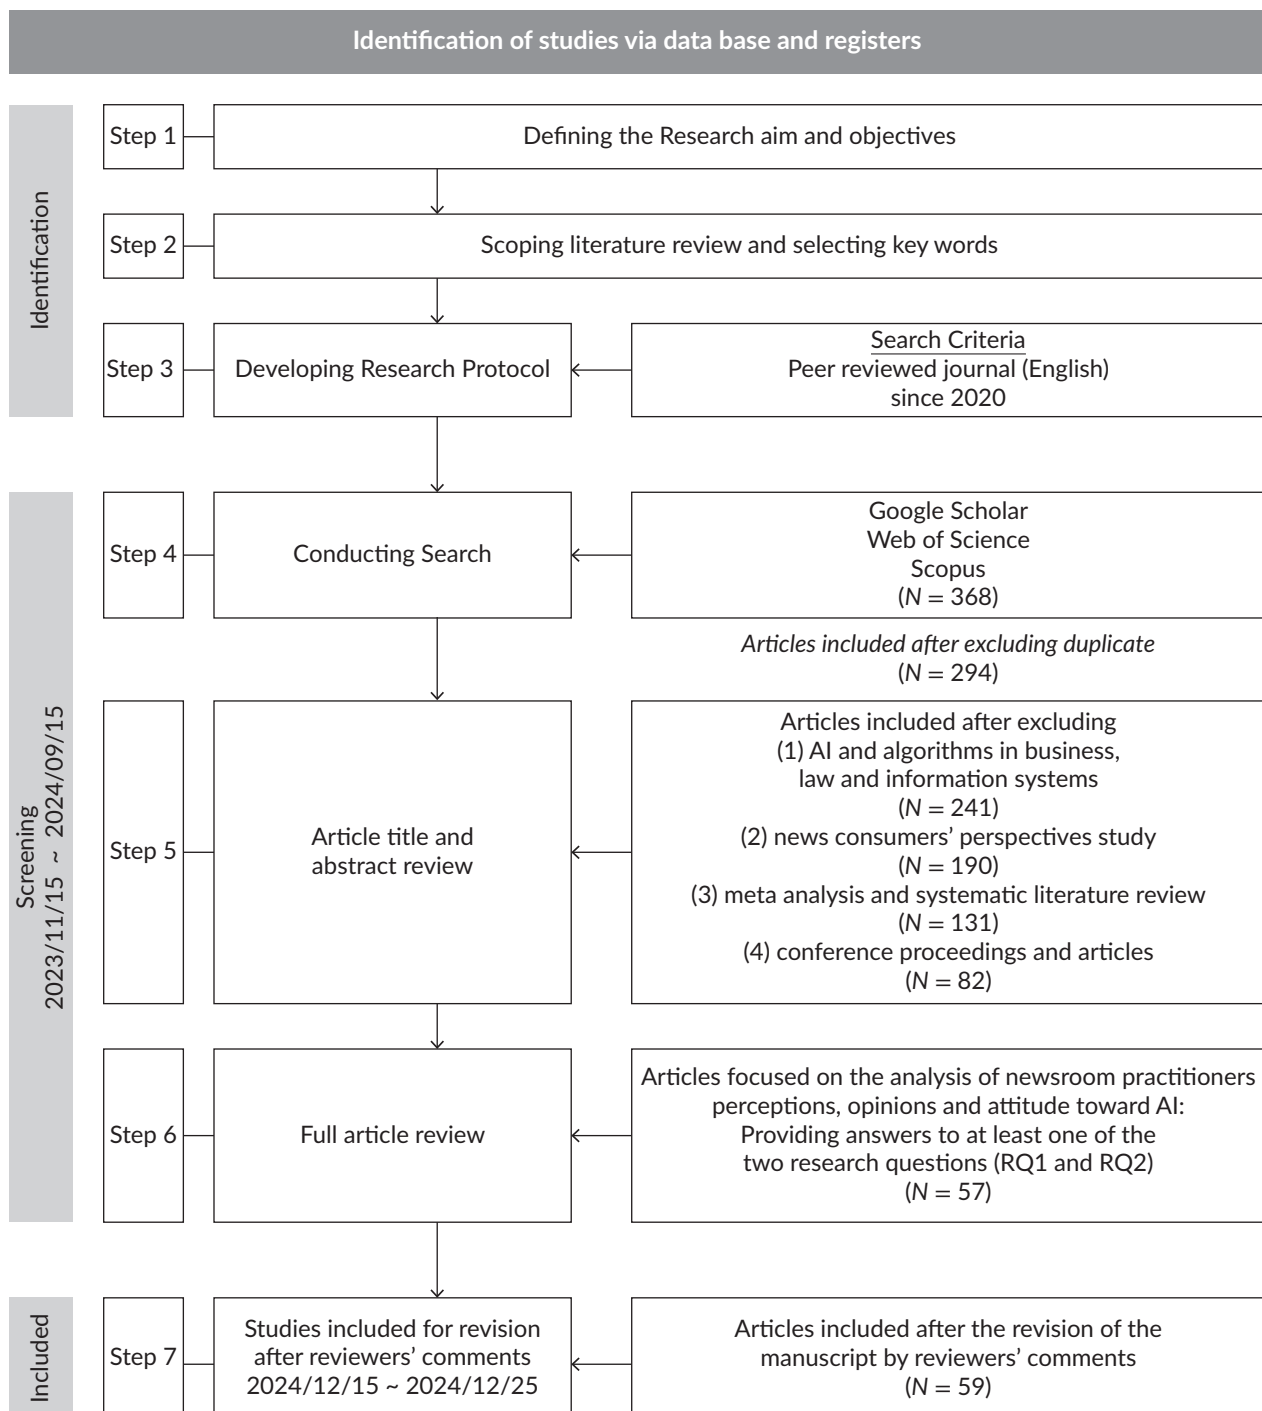 Identification of studies via data base and registers
Identification
Step 1
Defining the Research aim and objectives
Step 2
Scoping literature review and selecting key words
Step 3
Developing Research Protocol
Search Criteria
Peer reviewed journal (English)
since 2020
Screening
2023/11/15 ~ 2024/09/15
Step 4
Conducting Search
Google Scholar
Web of Science
Scopus
(N = 368)
Articles included after excluding duplicate
(N = 294)
Step 5
Article title and
abstract review
Articles included after excluding
(1) AI and algorithms in business,
law and information systems
(N = 241)
(2) news consumers’ perspectives study
(N = 190)
(3) meta analysis and systematic literature review
(N = 131)
(4) conference proceedings and articles
(N = 82)
Step 6
Full article review
Articles focused on the analysis of newsroom practitioners
perceptions, opinions and attitude toward AI:
Providing answers to at least one of the
two research questions (RQ1 and RQ2)
(N = 57)
Included
Step 7
Studies included for revision
after reviewers’ comments
2024/12/15 ~ 2024/12/25
Articles included after the revision of the
manuscript by reviewers’ comments
(N = 59)